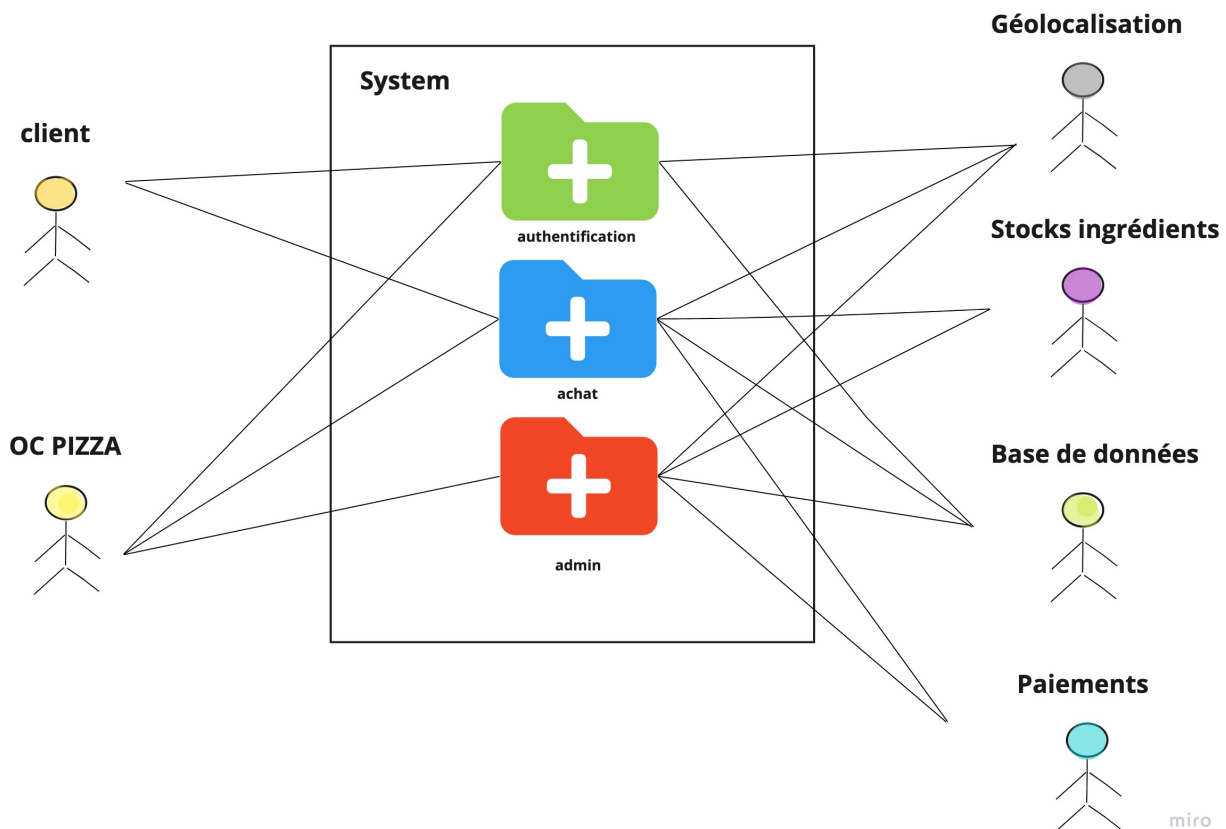 Géolocalisation
System
client
authentification
Stocks ingrédients
achat
OC PIZZA
Base de données
admin
Paiements
miro